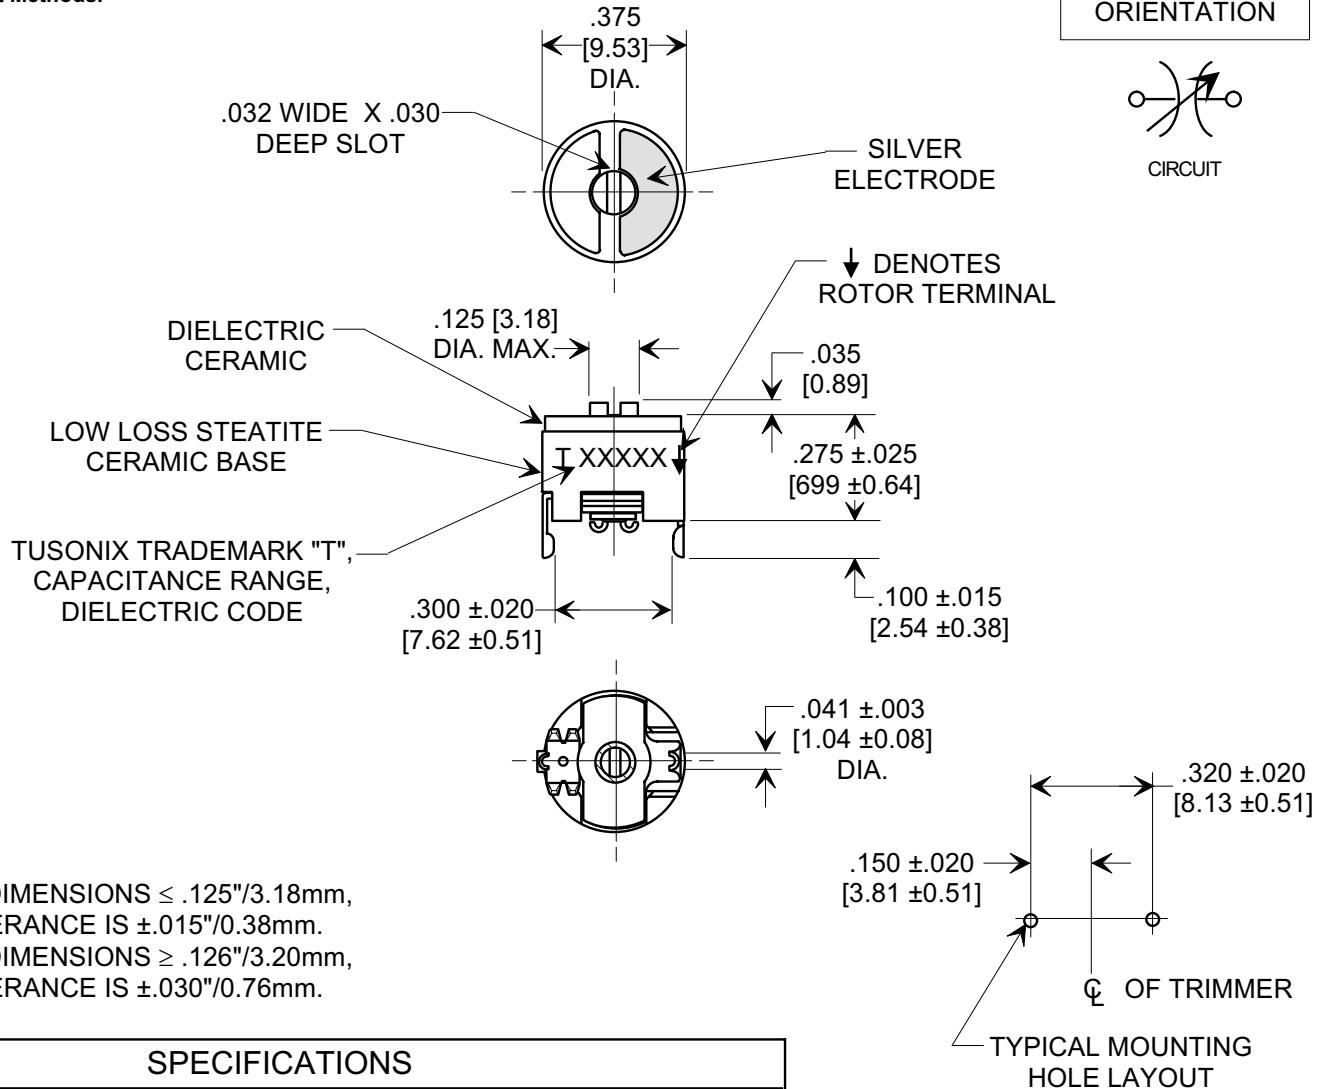 Methods.
ORIENTATION
CIRCUIT
.375
[9.53]
DIA.
.032 WIDE X .030
DEEP SLOT
SILVER
ELECTRODE
↓ DENOTES
ROTOR TERMINAL
DIELECTRIC
CERAMIC
.125 [3.18]
DIA. MAX.
.035
[0.89]
LOW LOSS STEATITE
CERAMIC BASE
T XXXXX
.275 ±.025
[699 ±0.64]
TUSONIX TRADEMARK "T",
CAPACITANCE RANGE,
DIELECTRIC CODE
.300 ±.020
[7.62 ±0.51]
.100 ±.015
[2.54 ±0.38]
.041 ±.003
[1.04 ±0.08]
DIA.
.320 ±.020
[8.13 ±0.51]
.150 ±.020
[3.81 ±0.51]
℄ OF TRIMMER
TYPICAL MOUNTING
HOLE LAYOUT
DIMENSIONS ≤ .125"/3.18mm,
ERANCE IS ±.015"/0.38mm.
DIMENSIONS ≥ .126"/3.20mm,
ERANCE IS ±.030"/0.76mm.
SPECIFICATIONS